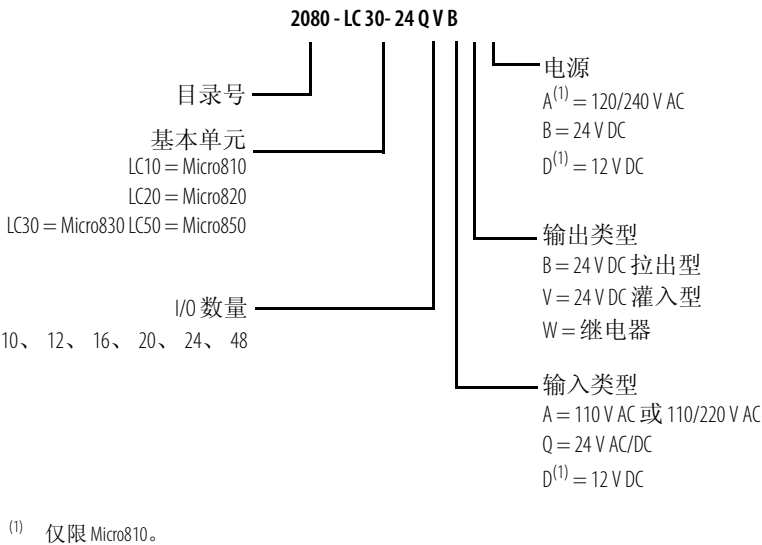 2080 - LC 30- 24 Q V B
目录号
基本单元
LC10 = Micro810
LC20 = Micro820
LC30 = Micro830 LC50 = Micro850
I/O 数量
10、 12、 16、 20、 24、 48
电源
A(1) = 120/240 V AC
B = 24 V DC
D(1) = 12 V DC
输出类型
B = 24 V DC 拉出型
V = 24 V DC 灌入型
W = 继电器
输入类型
A = 110 V AC 或 110/220 V AC
Q = 24 V AC/DC
D(1) = 12 V DC
(1) 仅限 Micro810。